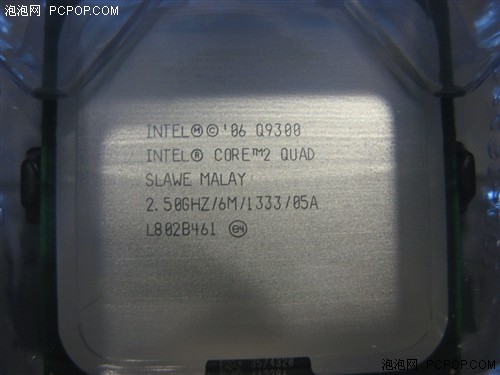 泡泡网 PCPOP.COM
INTELⓂ©'06 Q9300
INTEL® CORE™2 QUAD
SLAWE MALAY
2.50GHZ/6M/1333/05A
L802B461 e4
泡泡网 PCPOP.COM